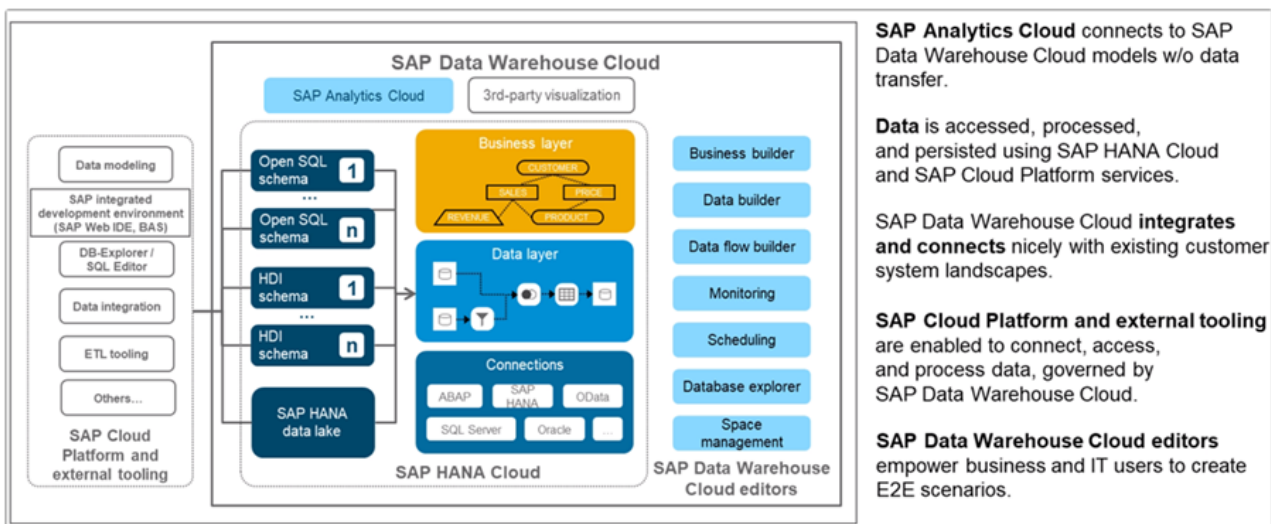 SAP Data Warehouse Cloud
SAP Analytics Cloud
3rd-party visualization
Data modeling
SAP integrated
development environment
(SAP Web IDE, BAS)
DB-Explorer /
SQL Editor
Data integration
ETL tooling
Others...
SAP Cloud
Platform and
external tooling
Open SQL
schema
1
...
Open SQL
schema
n
HDI
schema
1
...
HDI
schema
n
SAP HANA
data lake
Business layer
CUSTOMER
SALES
PRICE
REVENUE
PRODUCT
Data layer
Connections
ABAP
SAP
HANA
OData
SQL Server
Oracle
...
SAP HANA Cloud
Business builder
Data builder
Data flow builder
Monitoring
Scheduling
Database explorer
Space
management
SAP Data Warehouse
Cloud editors
SAP Analytics Cloud connects to SAP
Data Warehouse Cloud models w/o data
transfer.
Data is accessed, processed,
and persisted using SAP HANA Cloud
and SAP Cloud Platform services.
SAP Data Warehouse Cloud integrates
and connects nicely with existing customer
system landscapes.
SAP Cloud Platform and external tooling
are enabled to connect, access,
and process data, governed by
SAP Data Warehouse Cloud.
SAP Data Warehouse Cloud editors
empower business and IT users to create
E2E scenarios.